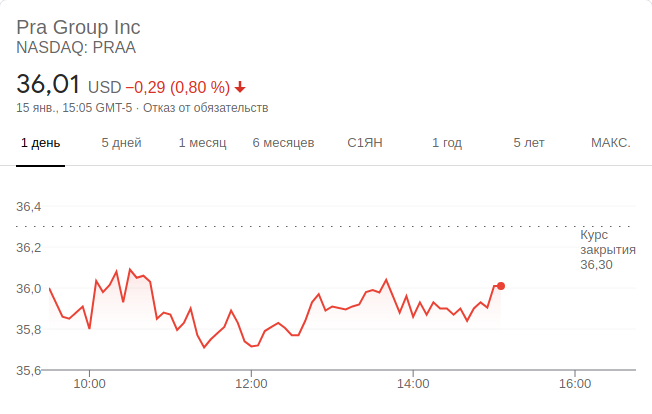 Pra Group Inc
NASDAQ: PRAA
36,01 USD −0,29 (0,80 %)
15 янв., 15:05 GMT-5 · Отказ от обязательств
1 день 5 дней 1 месяц 6 месяцев С1ЯН 1 год 5 лет МАКС.
36,4
Курс
закрытия
36,30
36,2
36,0
35,8
35,6
10:00 12:00 14:00 16:00